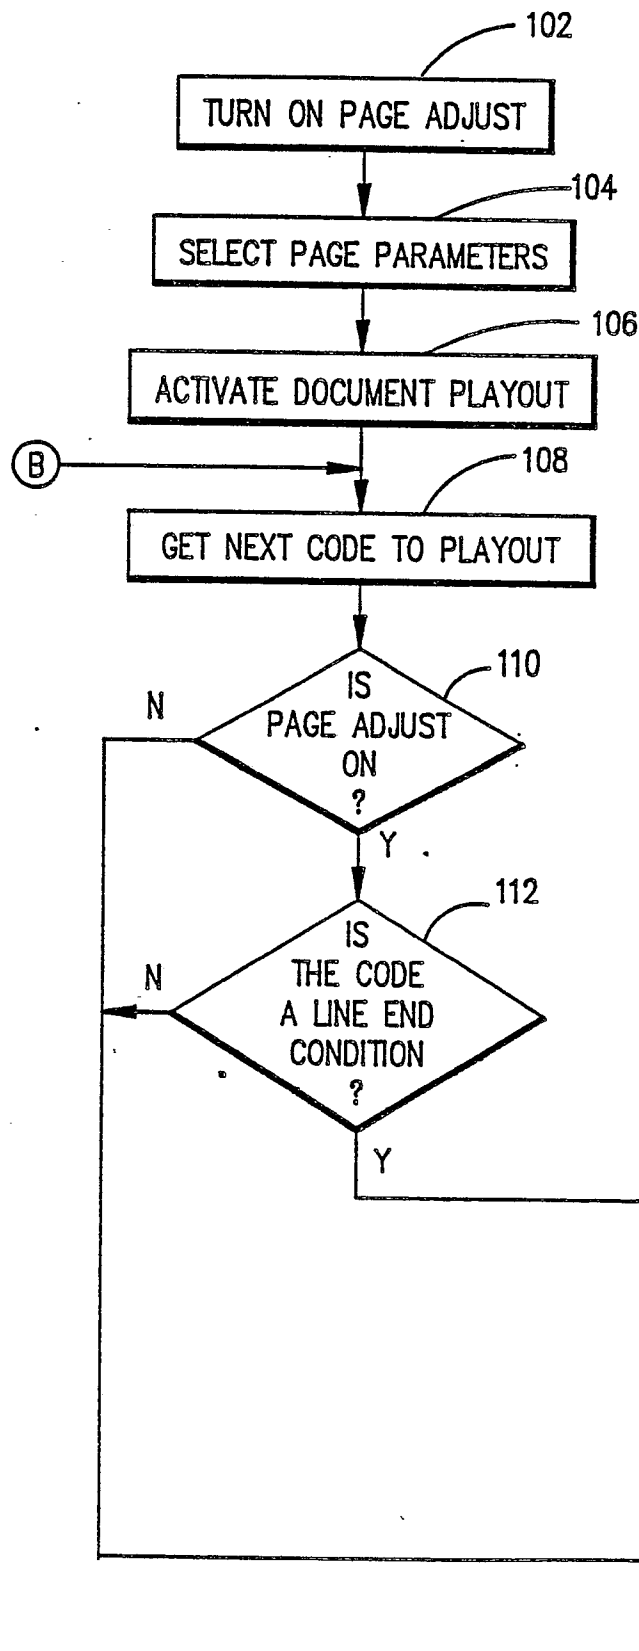 102
TURN ON PAGE ADJUST
104
SELECT PAGE PARAMETERS
106
ACTIVATE DOCUMENT PLAYOUT
B
108
GET NEXT CODE TO PLAYOUT
110
N
IS
PAGE ADJUST
ON
?
Y
112
N
IS
THE CODE
A LINE END
CONDITION
?
Y